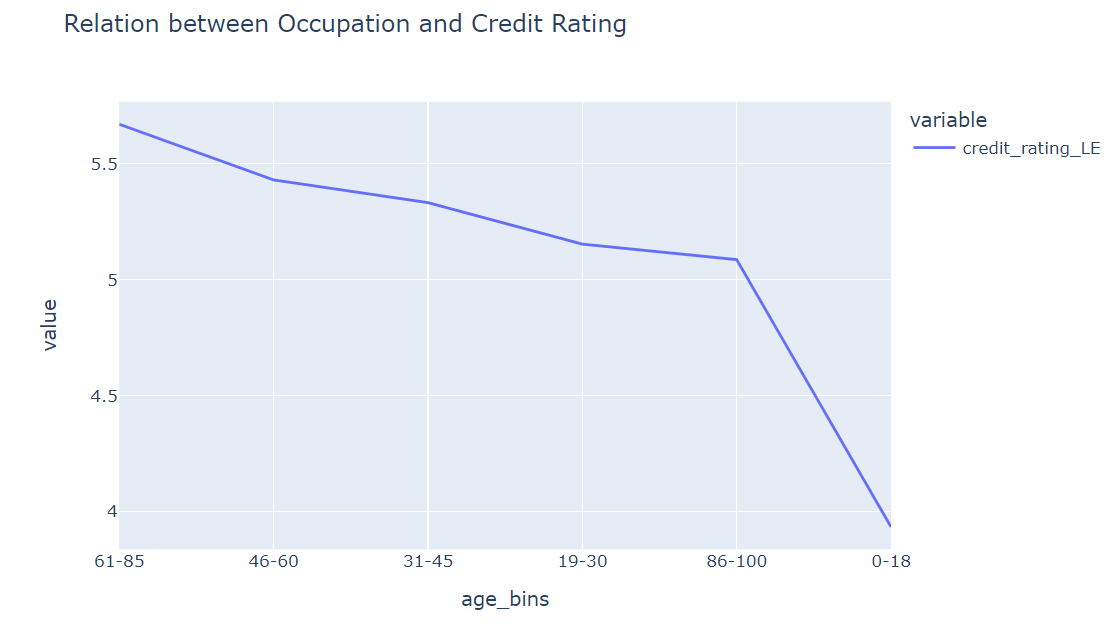 Relation between Occupation and Credit Rating
variable
credit_rating_LE
5.5
5
4.5
4
value
61-85
46-60
31-45
19-30
86-100
0-18
age_bins